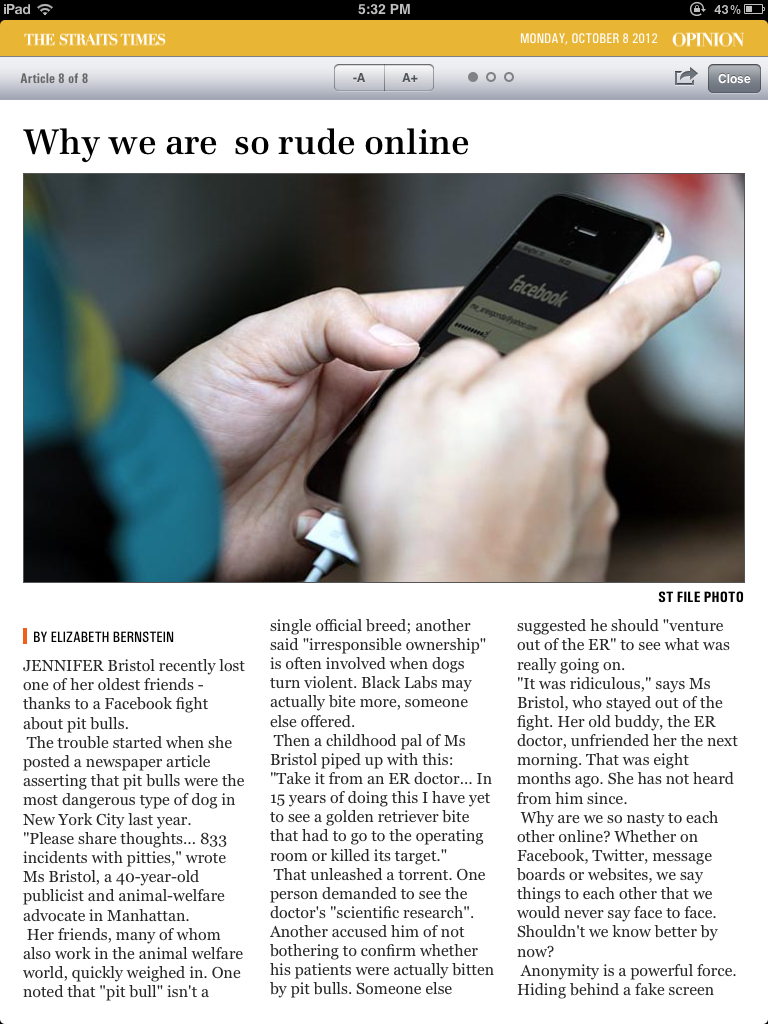 iPad
5:32 PM
43%
THE STRAITS TIMES
MONDAY, OCTOBER 8 2012
OPINION
Article 8 of 8
-A
A+
Close
Why we are  so rude online
facebook
ST FILE PHOTO
BY ELIZABETH BERNSTEIN
JENNIFER Bristol recently lost
one of her oldest friends -
thanks to a Facebook fight
about pit bulls.
The trouble started when she
posted a newspaper article
asserting that pit bulls were the
most dangerous type of dog in
New York City last year.
"Please share thoughts... 833
incidents with pitties," wrote
Ms Bristol, a 40-year-old
publicist and animal-welfare
advocate in Manhattan.
Her friends, many of whom
also work in the animal welfare
world, quickly weighed in. One
noted that "pit bull" isn't a
single official breed; another
said "irresponsible ownership"
is often involved when dogs
turn violent. Black Labs may
actually bite more, someone
else offered.
Then a childhood pal of Ms
Bristol piped up with this:
"Take it from an ER doctor... In
15 years of doing this I have yet
to see a golden retriever bite
that had to go to the operating
room or killed its target."
That unleashed a torrent. One
person demanded to see the
doctor's "scientific research".
Another accused him of not
bothering to confirm whether
his patients were actually bitten
by pit bulls. Someone else
suggested he should "venture
out of the ER" to see what was
really going on.
"It was ridiculous," says Ms
Bristol, who stayed out of the
fight. Her old buddy, the ER
doctor, unfriended her the next
morning. That was eight
months ago. She has not heard
from him since.
Why are we so nasty to each
other online? Whether on
Facebook, Twitter, message
boards or websites, we say
things to each other that we
would never say face to face.
Shouldn't we know better by
now?
Anonymity is a powerful force.
Hiding behind a fake screen